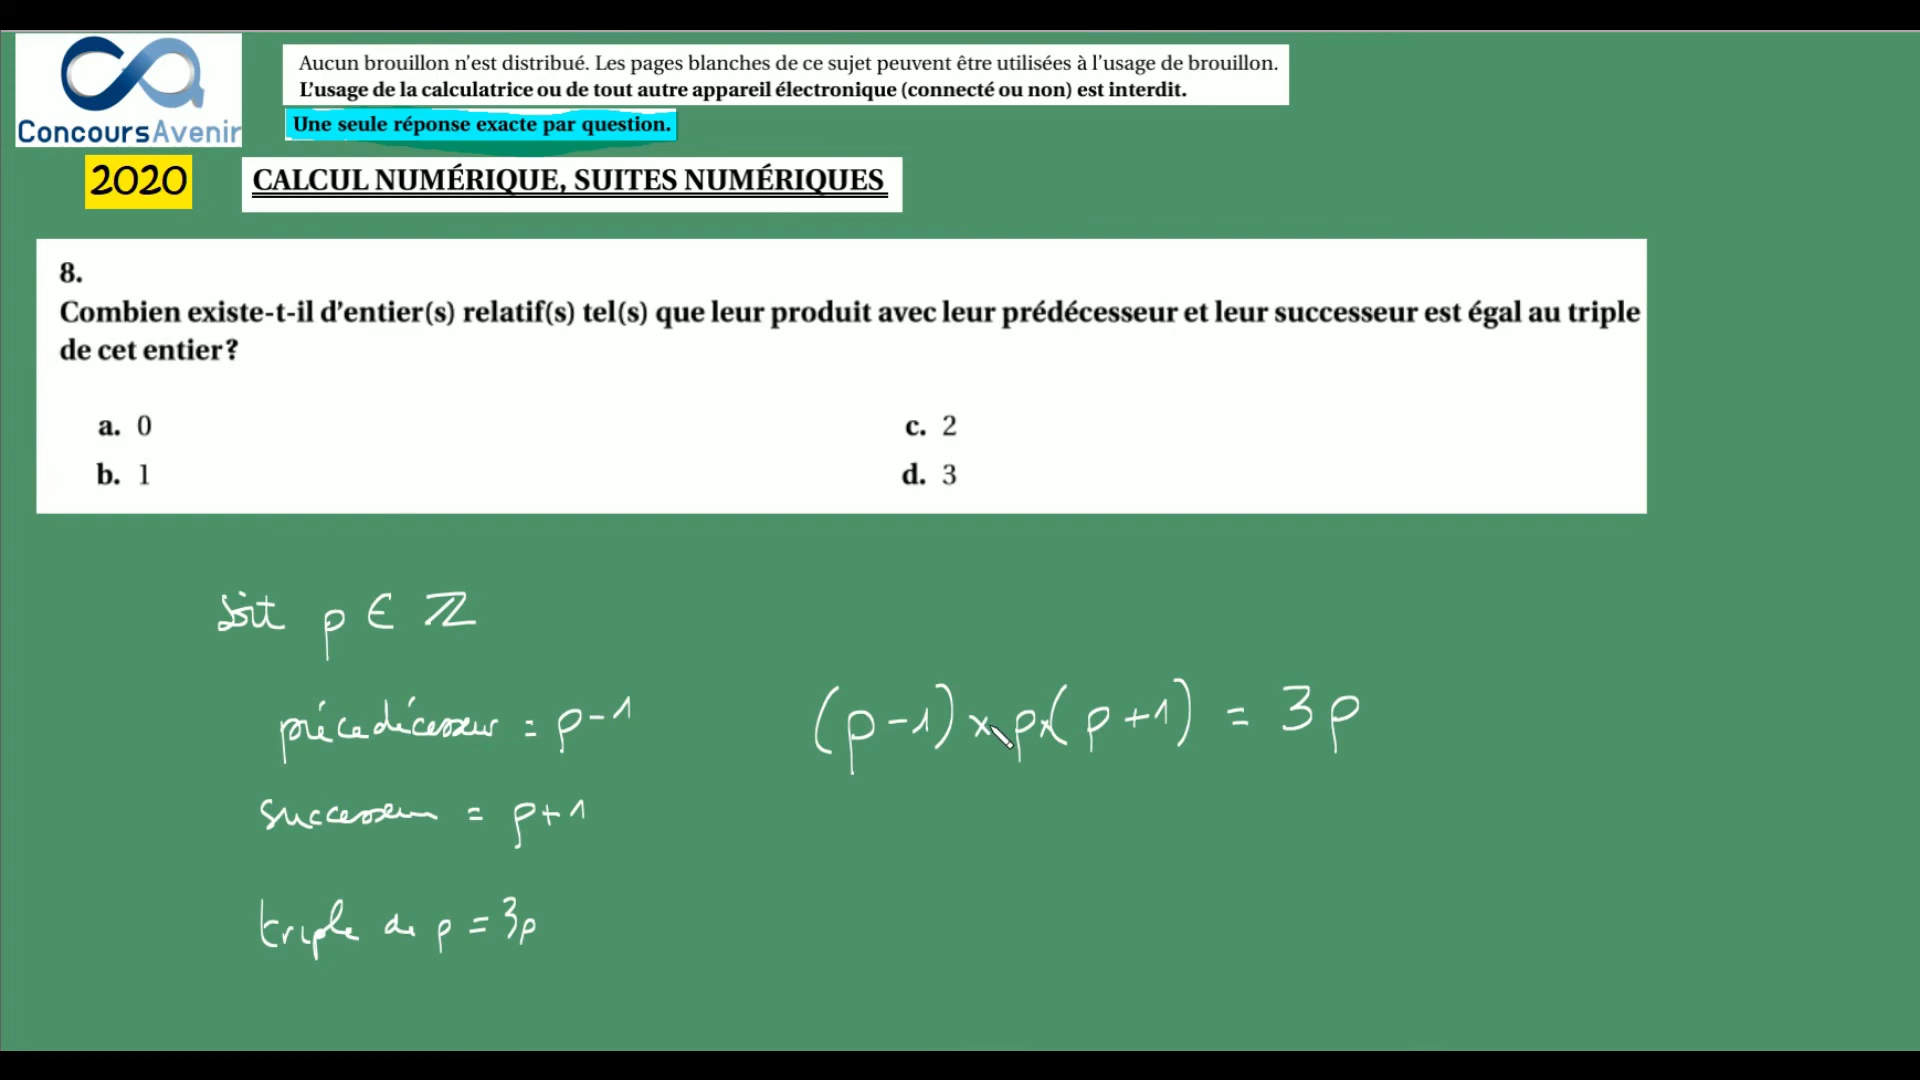 Aucun brouillon n'est distribué. Les pages blanches de ce sujet peuvent être utilisées à l'usage de brouillon.
L'usage de la calculatrice ou de tout autre appareil électronique (connecté ou non) est interdit.
Une seule réponse exacte par question.
ConcoursAvenir
2020
CALCUL NUMÉRIQUE, SUITES NUMÉRIQUES
8.
Combien existe-t-il d'entier(s) relatif(s) tel(s) que leur produit avec leur prédécesseur et leur successeur est égal au triple
de cet entier?
a. 0
c. 2
b. 1
d. 3
Soit p ∈ ℤ
précedécesseur = p-1
(p-1)×p×(p+1) = 3p
successeur = p+1
triple de p = 3p